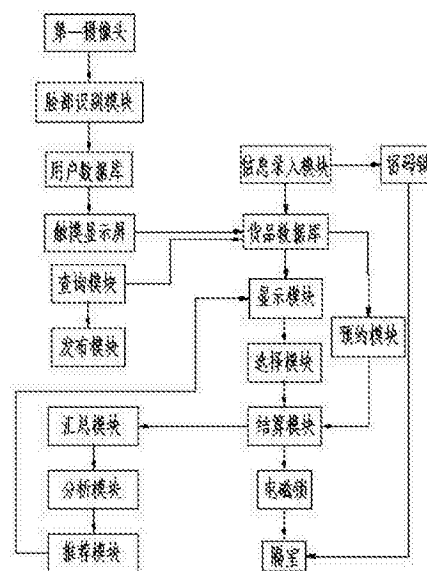 第一摄像头
脸部识别模块
用户数据库
触摸显示屏
查询模块
发布模块
信息录入模块
密码锁
货品数据库
显示模块
预约模块
选择模块
结算模块
汇总模块
分析模块
推荐模块
电磁锁
隔室